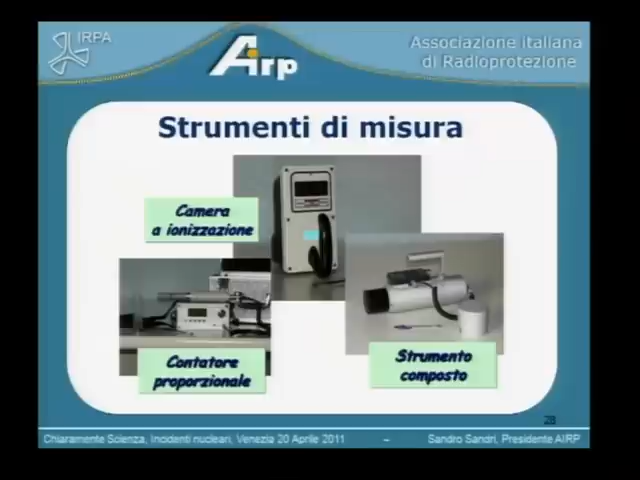 IRPA
Airp
Associazione Italiana
di Radioprotezione
Strumenti di misura
Camera
a ionizzazione
Contatore
proporzionale
Strumento
composto
28
Chiaramente Scienza, Incidenti nucleari, Venezia 20 Aprile 2011 – Sandro Sandri, Presidente AIRP